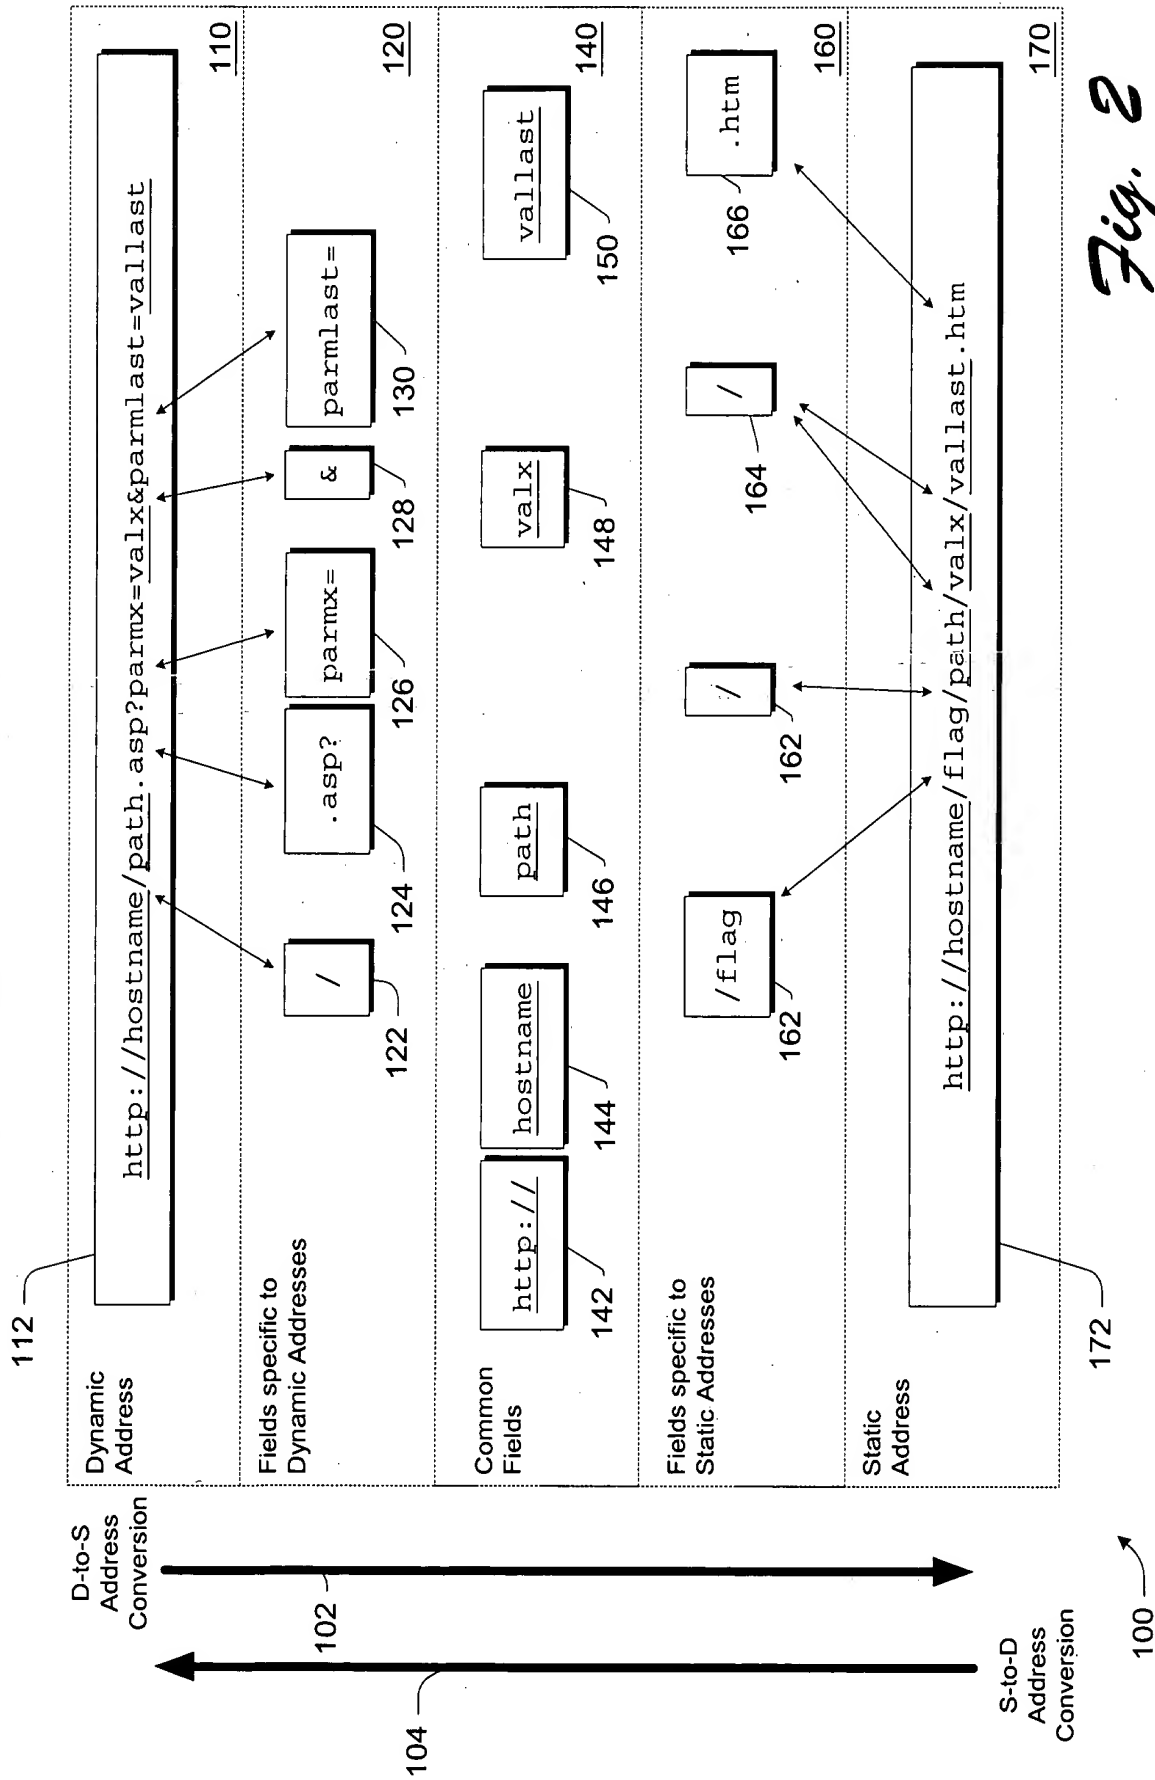 112
Dynamic
Address
http://hostname/path.asp?parmx=valx&parmlast=vallast
110
Fields specific to
Dynamic Addresses
/
.asp?
parmx=
&
parmlast=
120
122
124
126
128
130
Common
Fields
http://
hostname
path
valx
vallast
140
142
144
146
148
150
Fields specific to
Static Addresses
/flag
/
/
.htm
160
162
162
164
166
Static
Address
http://hostname/flag/path/valx/vallast.htm
170
172
D-to-S
Address
Conversion
102
104
S-to-D
Address
Conversion
100
Fig. 2